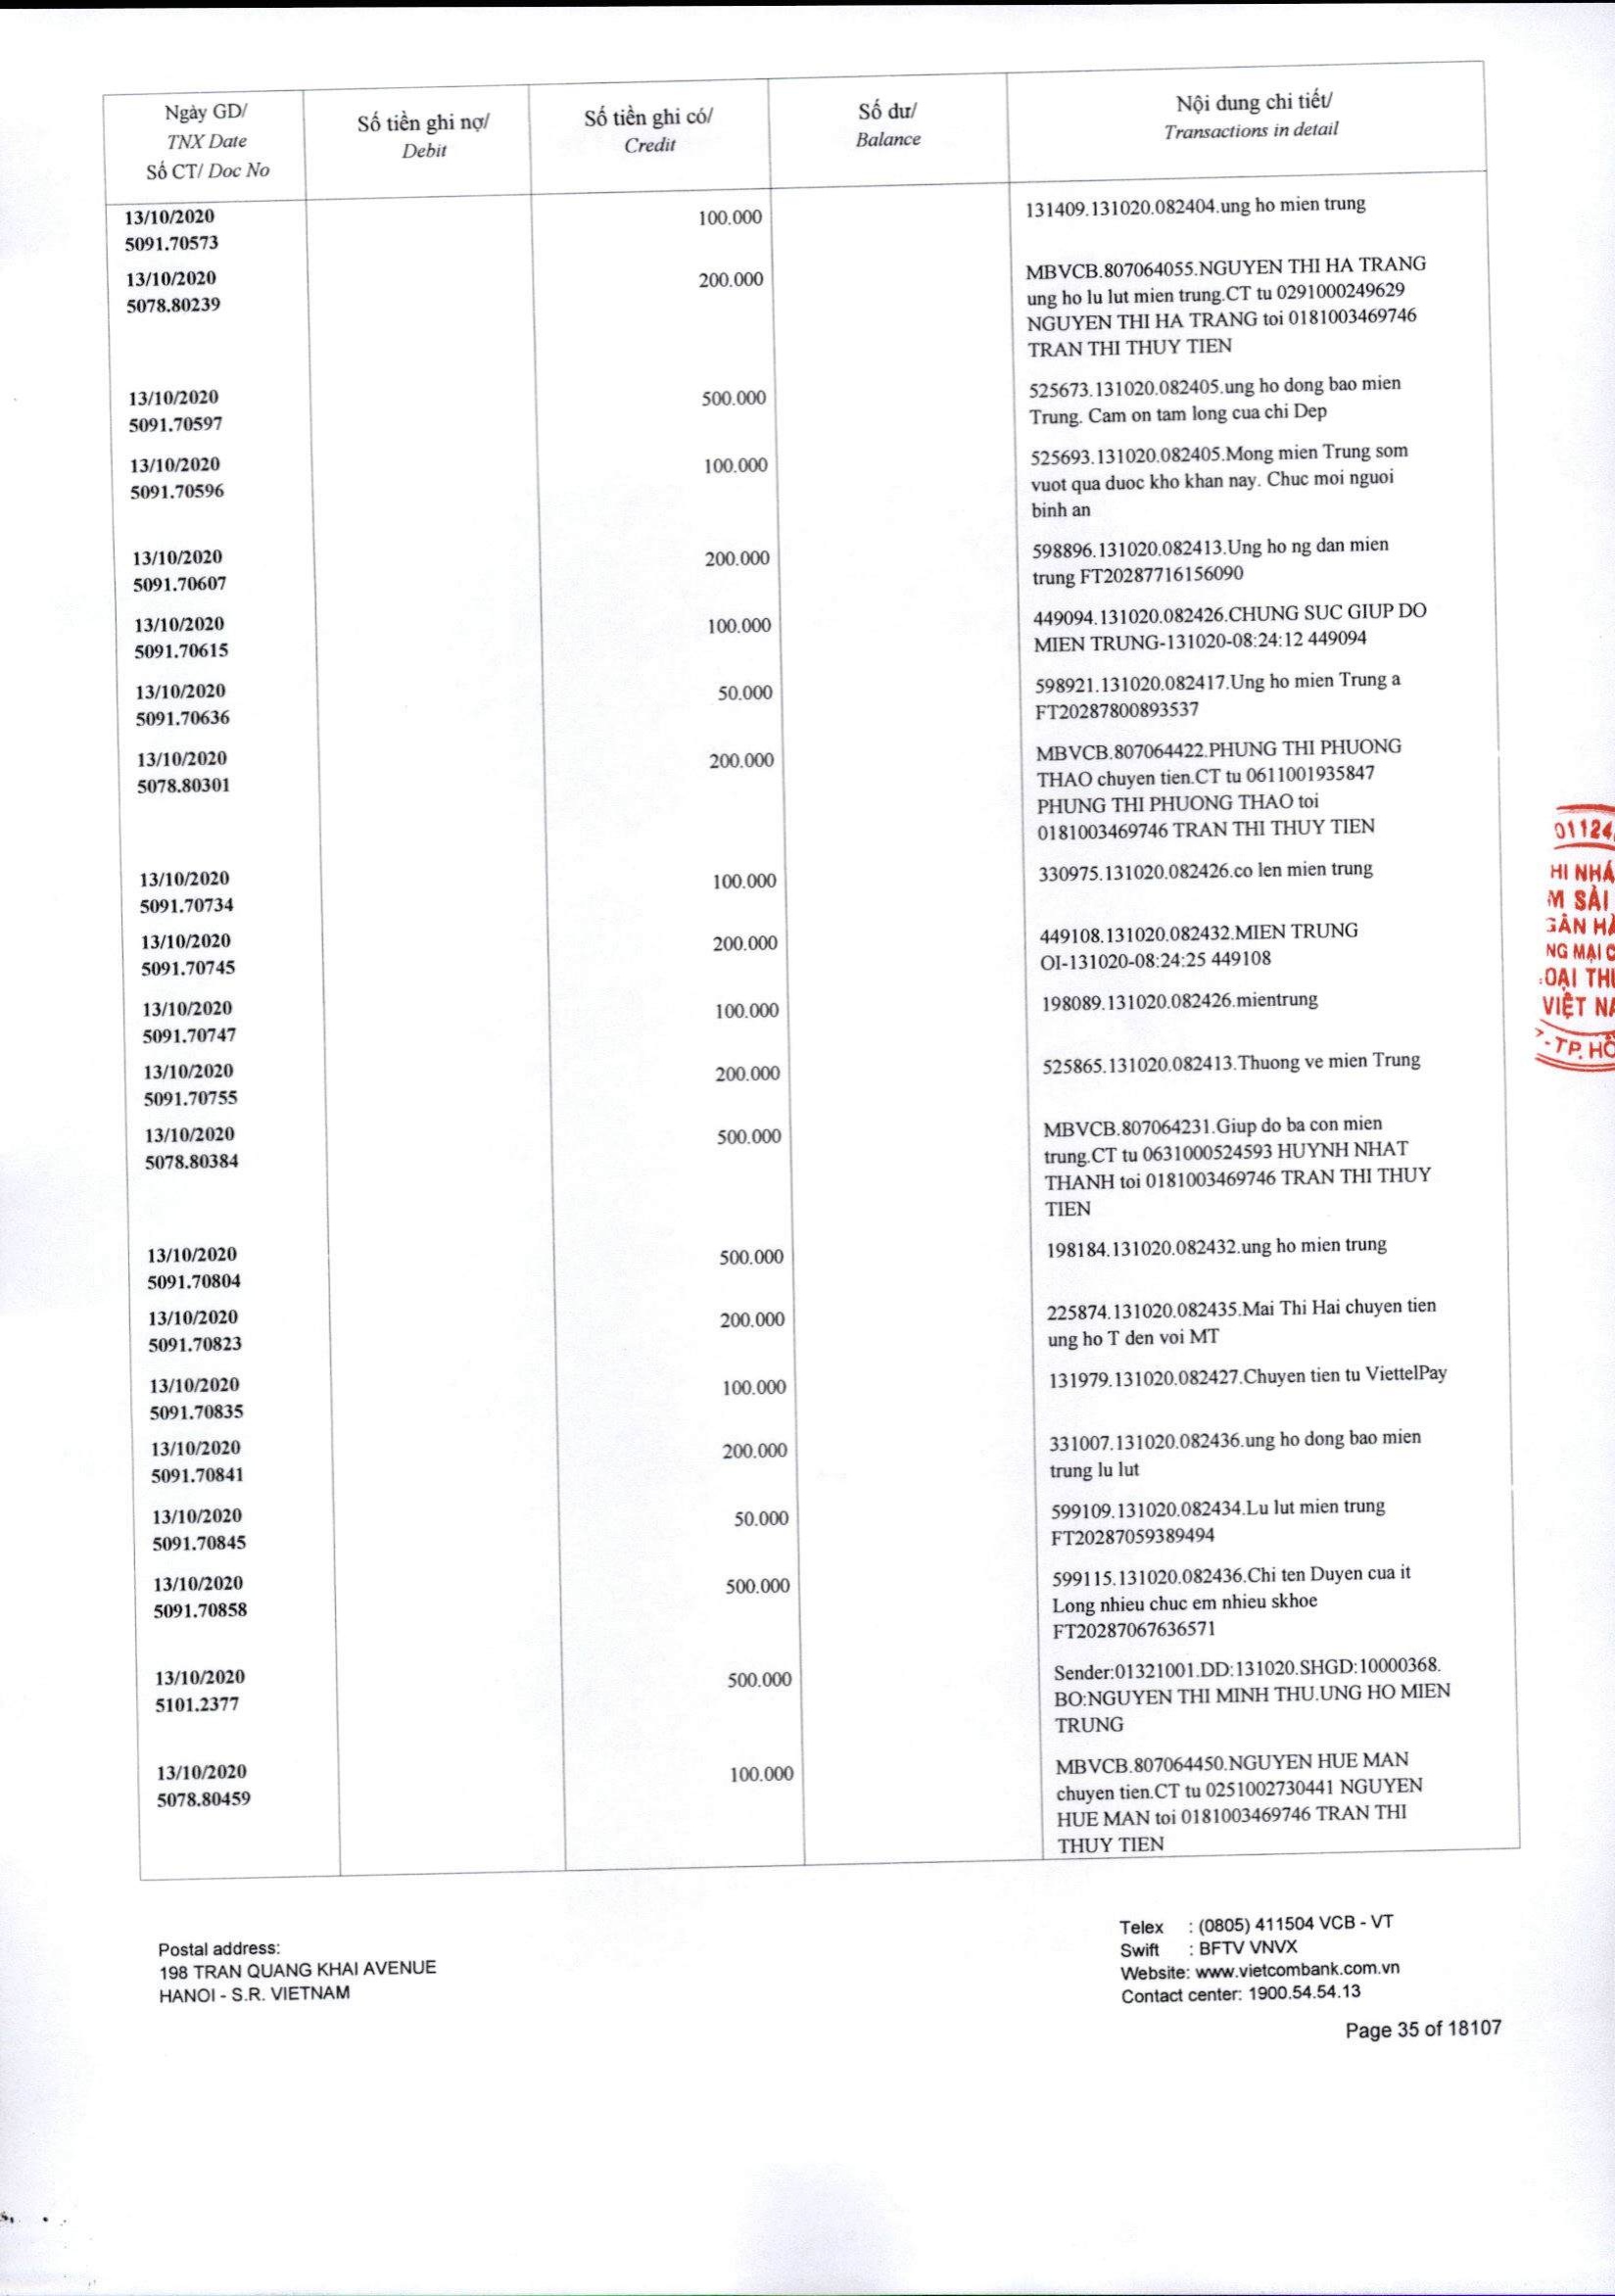 Ngày GD/
TNX Date
Số CT/ Doc No
Số tiền ghi nợ/
Debit
Số tiền ghi có/
Credit
Số dư/
Balance
Nội dung chi tiết/
Transactions in detail
13/10/2020 100.000 131409.131020.082404.ung ho mien trung
5091.70573
13/10/2020 200.000 MBVCB.807064055.NGUYEN THI HA TRANG
5078.80239 ung ho lu lut mien trung.CT tu 0291000249629
NGUYEN THI HA TRANG toi 0181003469746
TRAN THI THUY TIEN
13/10/2020 500.000 525673.131020.082405.ung ho dong bao mien
5091.70597 Trung. Cam on tam long cua chi Dep
13/10/2020 100.000 525693.131020.082405.Mong mien Trung som
5091.70596 vuot qua duoc kho khan nay. Chuc moi nguoi
binh an
13/10/2020 200.000 598896.131020.082413.Ung ho ng dan mien
5091.70607 trung FT20287716156090
13/10/2020 100.000 449094.131020.082426.CHUNG SUC GIUP DO
5091.70615 MIEN TRUNG-131020-08:24:12 449094
13/10/2020 50.000 598921.131020.082417.Ung ho mien Trung a
5091.70636 FT20287800893537
13/10/2020 200.000 MBVCB.807064422.PHUNG THI PHUONG
5078.80301 THAO chuyen tien.CT tu 0611001935847
PHUNG THI PHUONG THAO toi
0181003469746 TRAN THI THUY TIEN
13/10/2020 100.000 330975.131020.082426.co len mien trung
5091.70734
13/10/2020 200.000 449108.131020.082432.MIEN TRUNG
5091.70745 OI-131020-08:24:25 449108
13/10/2020 100.000 198089.131020.082426.mientrung
5091.70747
13/10/2020 200.000 525865.131020.082413.Thuong ve mien Trung
5091.70755
13/10/2020 500.000 MBVCB.807064231.Giup do ba con mien
5078.80384 trung.CT tu 0631000524593 HUYNH NHAT
THANH toi 0181003469746 TRAN THI THUY
TIEN
13/10/2020 500.000 198184.131020.082432.ung ho mien trung
5091.70804
13/10/2020 200.000 225874.131020.082435.Mai Thi Hai chuyen tien
5091.70823 ung ho T den voi MT
13/10/2020 100.000 131979.131020.082427.Chuyen tien tu ViettelPay
5091.70835
13/10/2020 200.000 331007.131020.082436.ung ho dong bao mien
5091.70841 trung lu lut
13/10/2020 50.000 599109.131020.082434.Lu lut mien trung
5091.70845 FT20287059389494
13/10/2020 500.000 599115.131020.082436.Chi ten Duyen cua it
5091.70858 Long nhieu chuc em nhieu skhoe
FT20287067636571
13/10/2020 500.000 Sender:01321001.DD:131020.SHGD:10000368.
5101.2377 BO:NGUYEN THI MINH THU.UNG HO MIEN
TRUNG
13/10/2020 100.000 MBVCB.807064450.NGUYEN HUE MAN
5078.80459 chuyen tien.CT tu 0251002730441 NGUYEN
HUE MAN toi 0181003469746 TRAN THI
THUY TIEN
01124
HI NHÁ
M SÀI
GÂN HÀ
NG MẠI C
OẠI THƯ
VIỆT NA
-TP. HỒ
Postal address:
198 TRAN QUANG KHAI AVENUE
HANOI - S.R. VIETNAM
Telex : (0805) 411504 VCB - VT
Swift : BFTV VNVX
Website: www.vietcombank.com.vn
Contact center: 1900.54.54.13
Page 35 of 18107